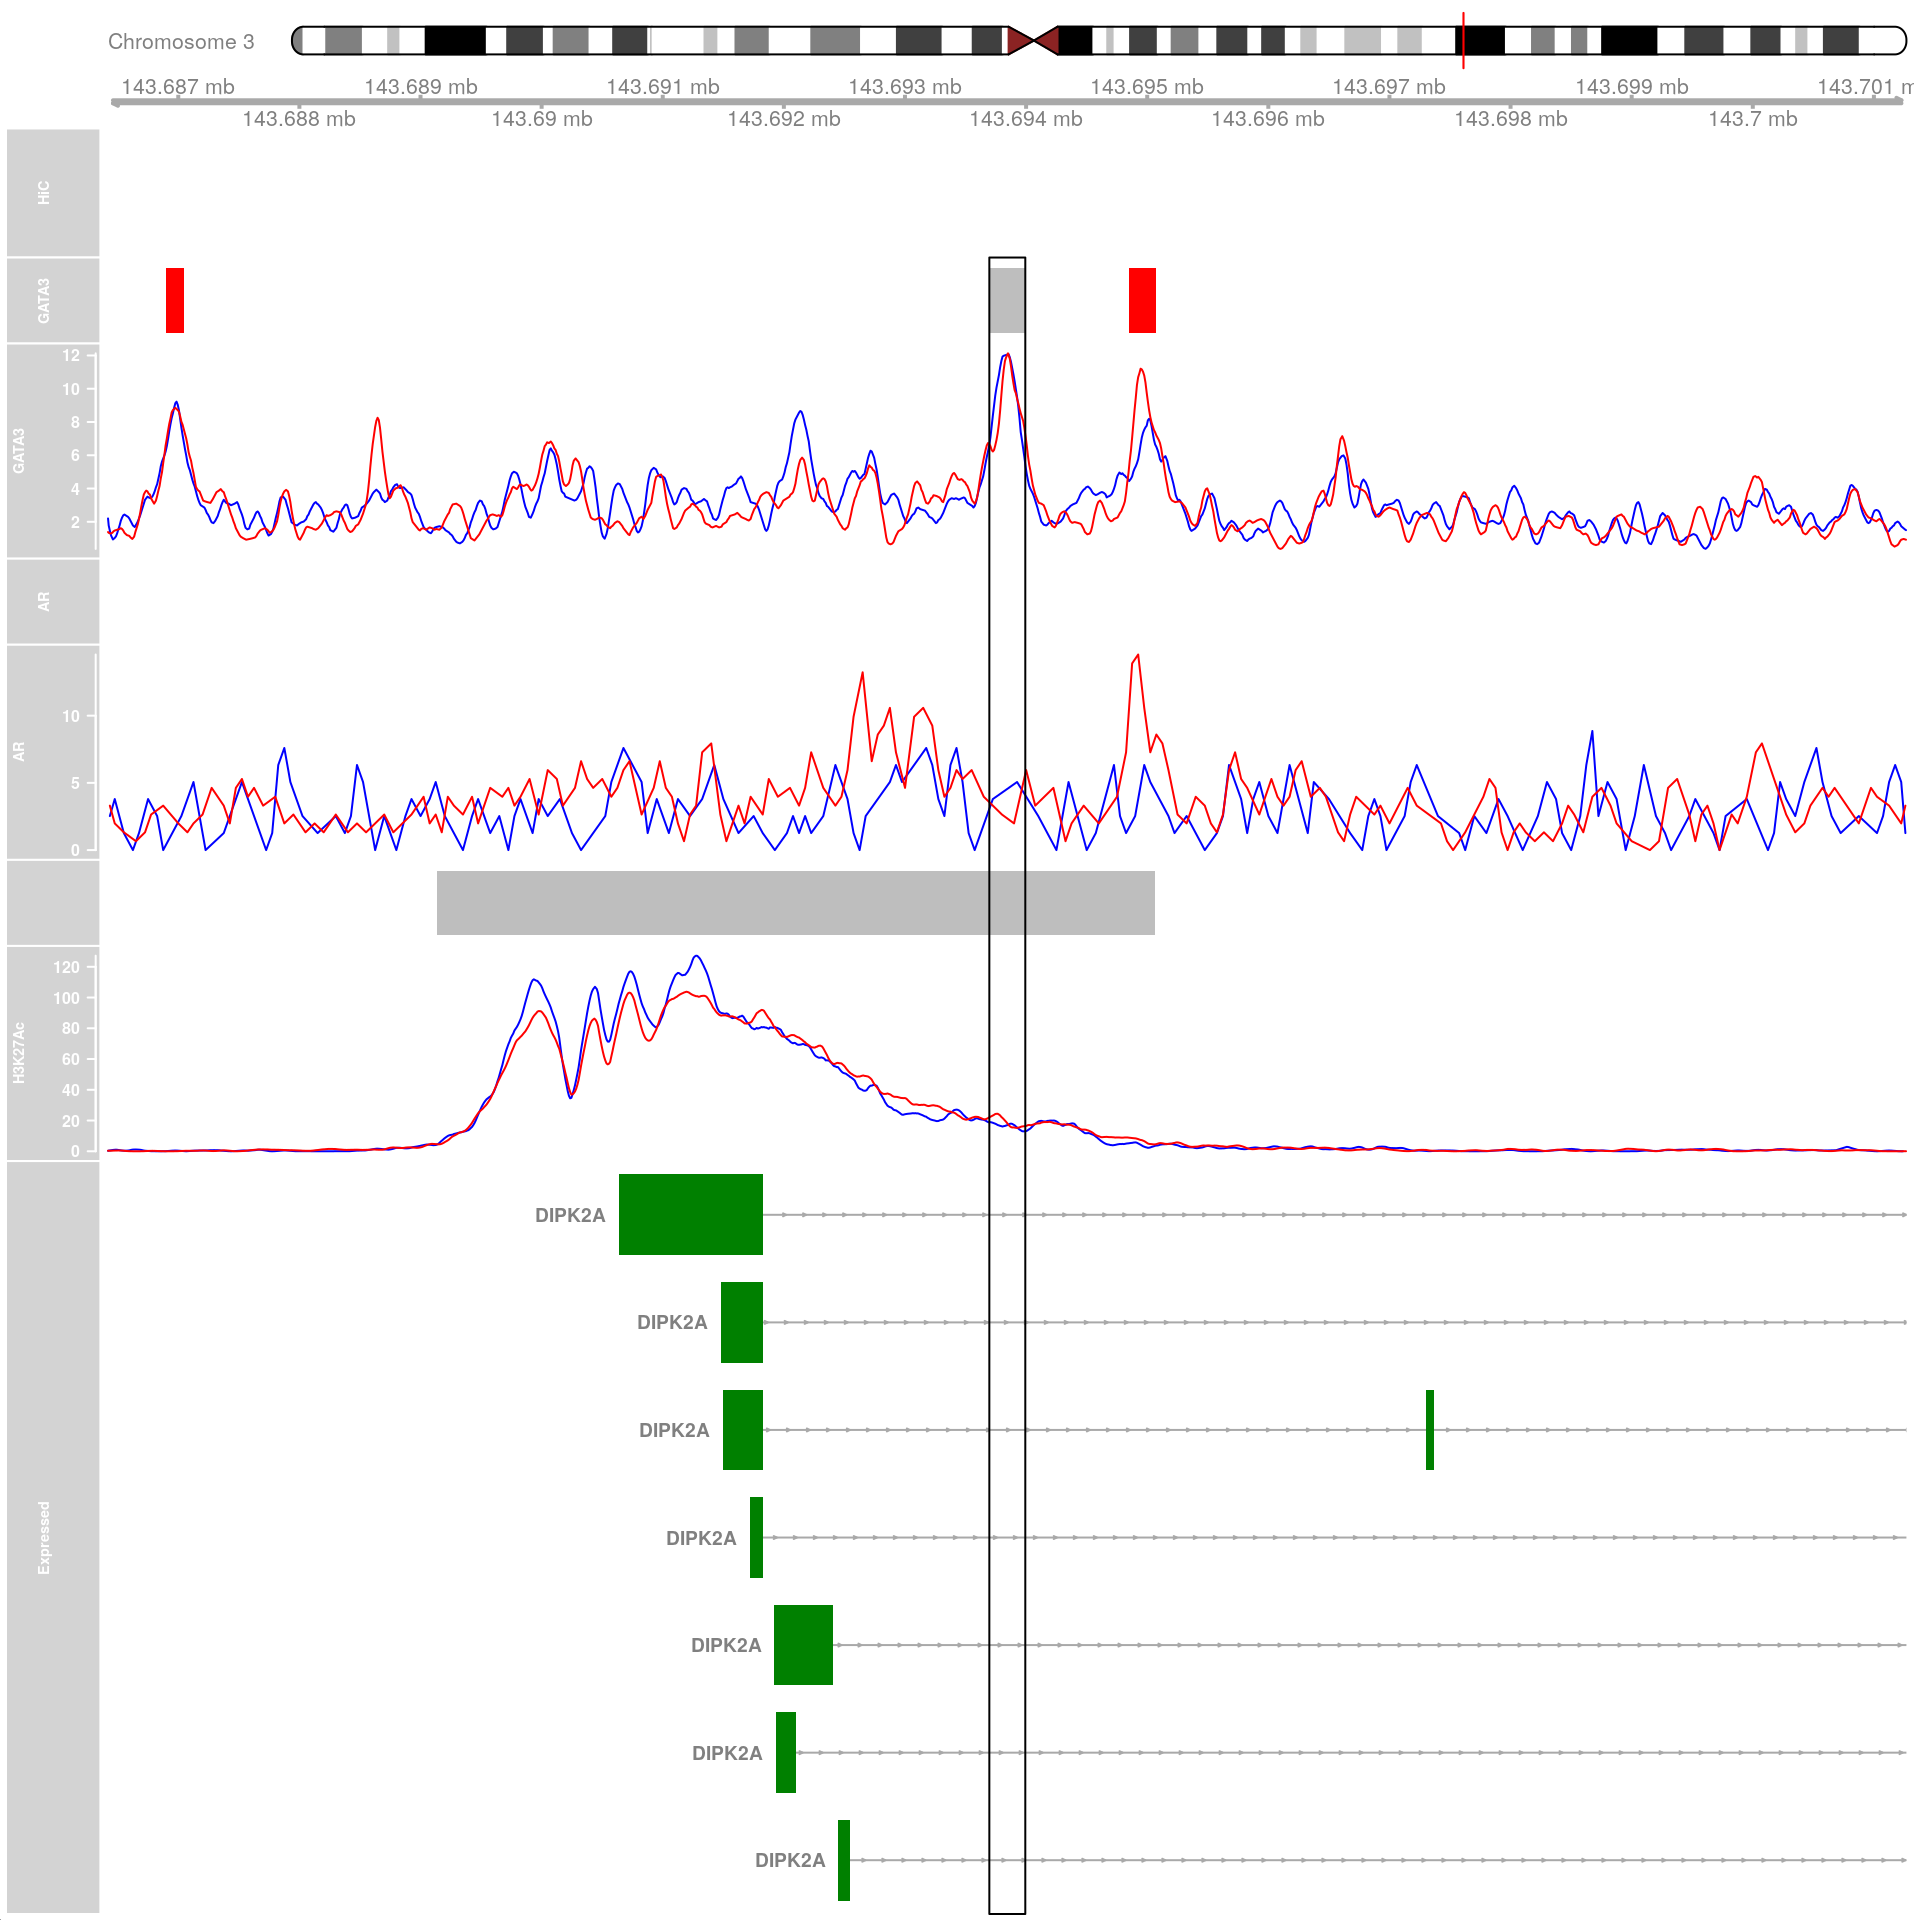 Chromosome 3
143.687 mb 143.689 mb 143.691 mb 143.693 mb 143.695 mb 143.697 mb 143.699 mb 143.701 m
143.688 mb 143.69 mb 143.692 mb 143.694 mb 143.696 mb 143.698 mb 143.7 mb
HiC
GATA3
GATA3
12
10
8
6
4
2
AR
AR
10
5
0
H3K27Ac
120
100
80
60
40
20
0
Expressed
DIPK2A
DIPK2A
DIPK2A
DIPK2A
DIPK2A
DIPK2A
DIPK2A